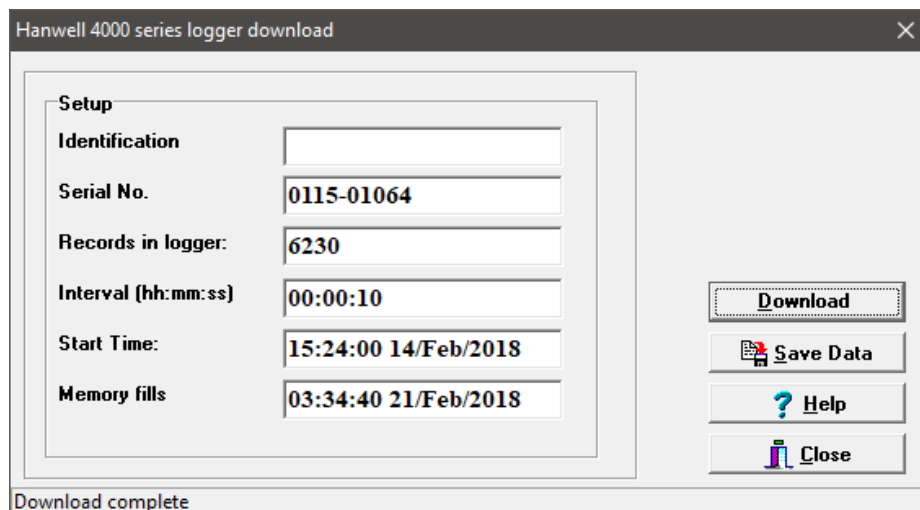 Hanwell 4000 series logger download
Setup
Identification
Serial No. 0115-01064
Records in logger: 6230
Interval (hh:mm:ss) 00:00:10
Start Time: 15:24:00 14/Feb/2018
Memory fills 03:34:40 21/Feb/2018
Download
Save Data
? Help
Close
Download complete